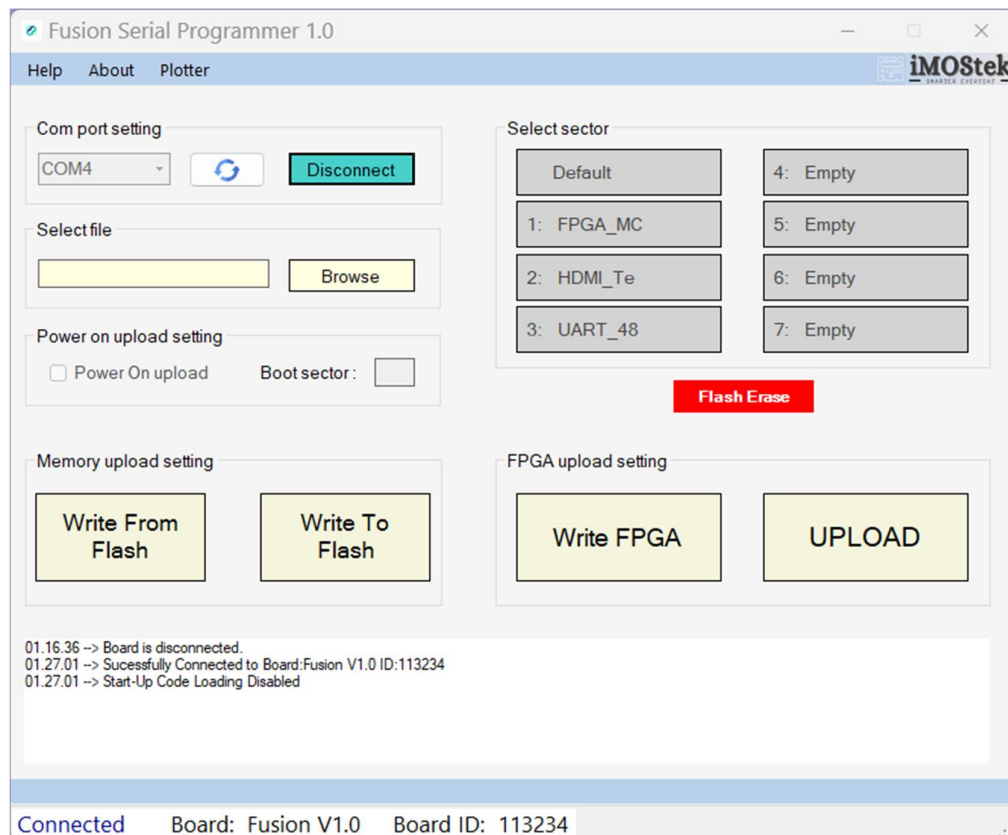 Fusion Serial Programmer 1.0
Help About Plotter
iMOStek
SMARTER EVERYDAY
Com port setting
COM4
Disconnect
Select file
Browse
Power on upload setting
Power On upload Boot sector :
Select sector
Default
1: FPGA_MC
2: HDMI_Te
3: UART_48
4: Empty
5: Empty
6: Empty
7: Empty
Flash Erase
Memory upload setting
Write From
Flash
Write To
Flash
FPGA upload setting
Write FPGA
UPLOAD
01.16.36 --> Board is disconnected.
01.27.01 --> Sucessfully Connected to Board:Fusion V1.0 ID:113234
01.27.01 --> Start-Up Code Loading Disabled
Connected Board: Fusion V1.0 Board ID: 113234